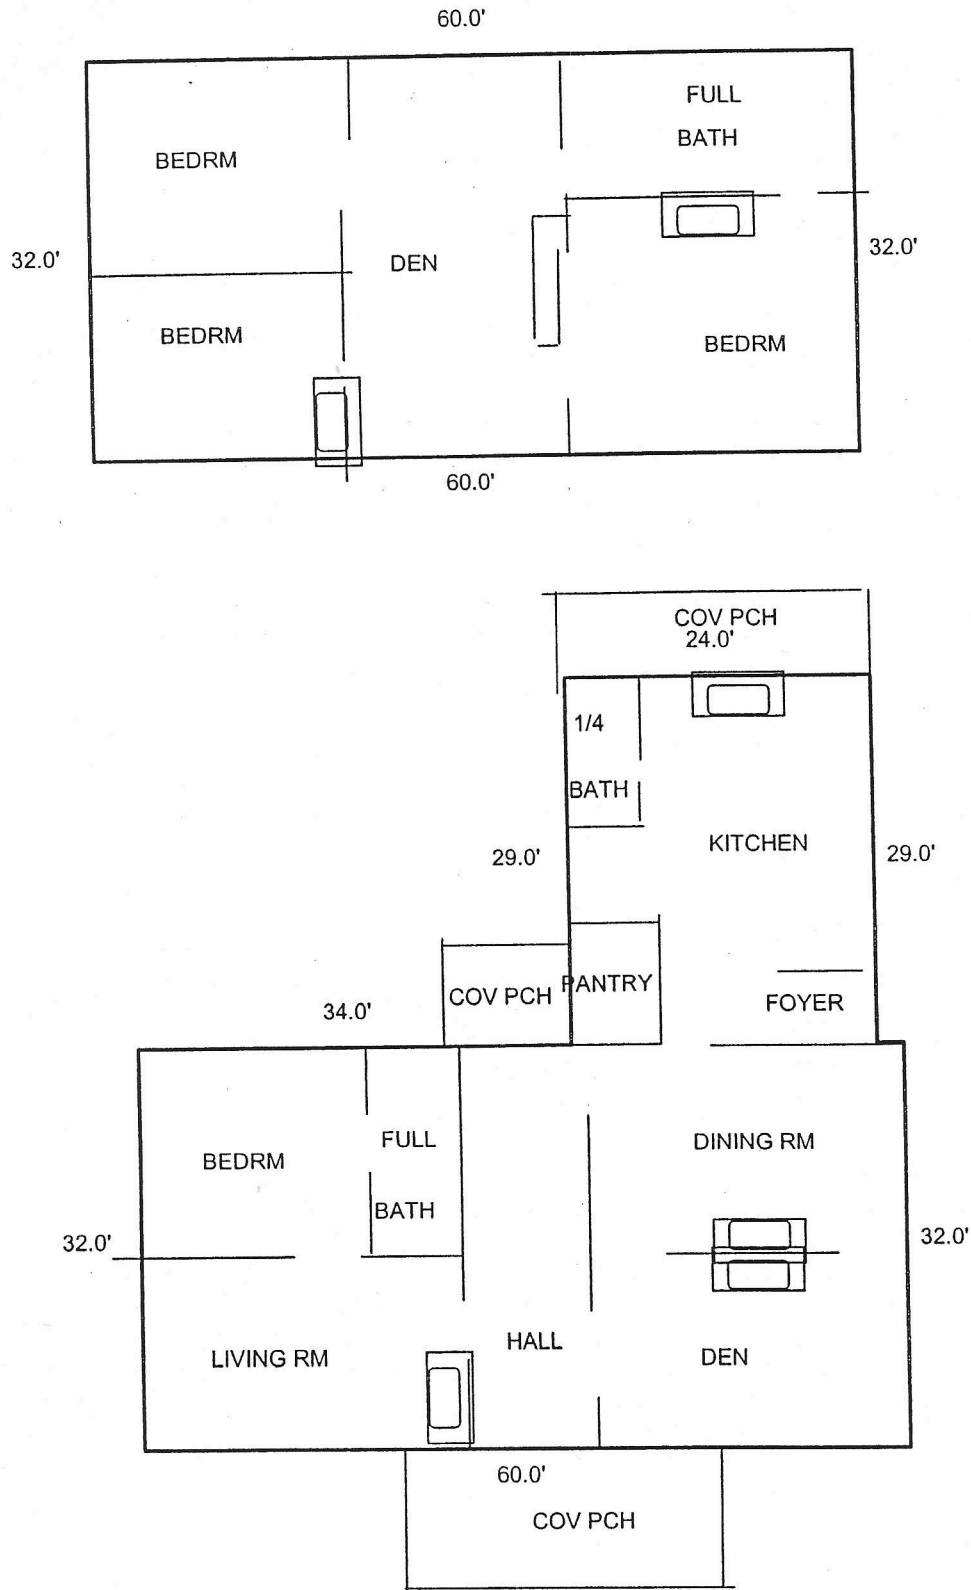 60.0'
FULL
BATH
BEDRM
32.0'
DEN
32.0'
BEDRM
BEDRM
60.0'
COV PCH
24.0'
1/4
BATH
KITCHEN
29.0'
29.0'
COV PCH
PANTRY
FOYER
34.0'
BEDRM
FULL
BATH
DINING RM
32.0'
32.0'
LIVING RM
HALL
DEN
60.0'
COV PCH